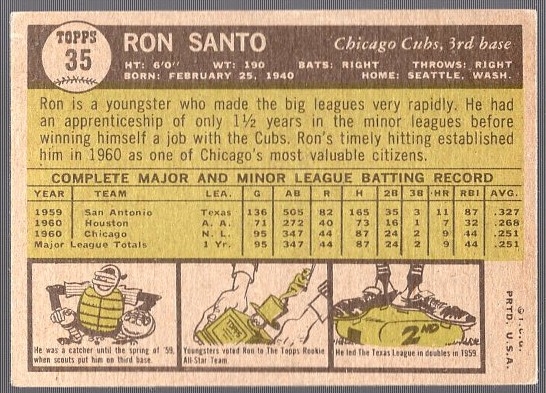 TOPPS
35
RON SANTO
Chicago Cubs, 3rd base
HT: 6'0" WT: 190 BATS: RIGHT THROWS: RIGHT
BORN: FEBRUARY 25, 1940 HOME: SEATTLE, WASH.
Ron is a youngster who made the big leagues very rapidly. He had
an apprenticeship of only 1½ years in the minor leagues before
winning himself a job with the Cubs. Ron's timely hitting established
him in 1960 as one of Chicago's most valuable citizens.
COMPLETE MAJOR AND MINOR LEAGUE BATTING RECORD
YEAR TEAM LEA. G AB R H 2B 3B HR RBI AVG.
1959 San Antonio Texas 136 505 82 165 35 3 11 87 .327
1960 Houston A. A. 71 272 40 73 16 1 7 32 .268
1960 Chicago N. L. 95 347 44 87 24 2 9 44 .251
Major League Totals 1 Yr. 95 347 44 87 24 2 9 44 .251
He was a catcher until the spring of '59,
when scouts put him on third base.
Youngsters voted Ron to The Topps Rookie
All-Star Team.
2ND
He led The Texas League in doubles in 1959.
©T.C.G.
PRTD. U.S.A.